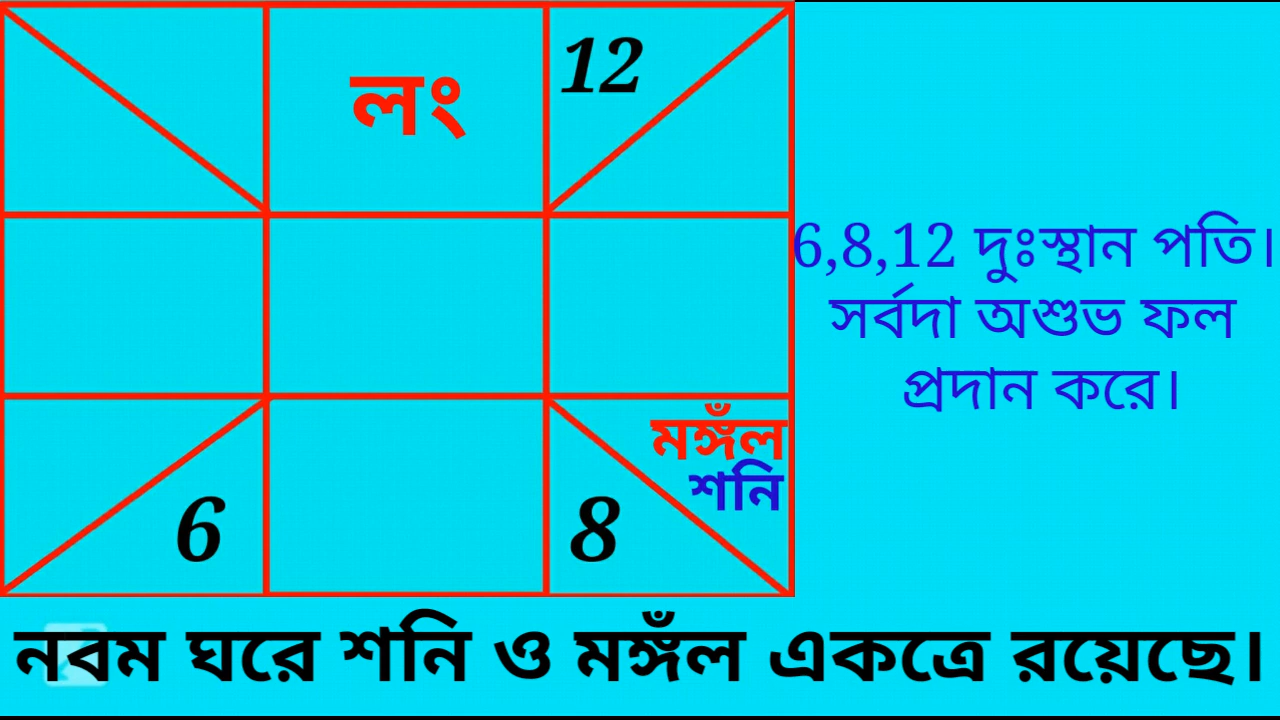 লং
12
6,8,12 দুঃস্থান পতি।
সর্বদা অশুভ ফল
প্রদান করে।
মঙ্গঁল
শনি
6
8
নবম ঘরে শনি ও মঙ্গঁল একত্রে রয়েছে।